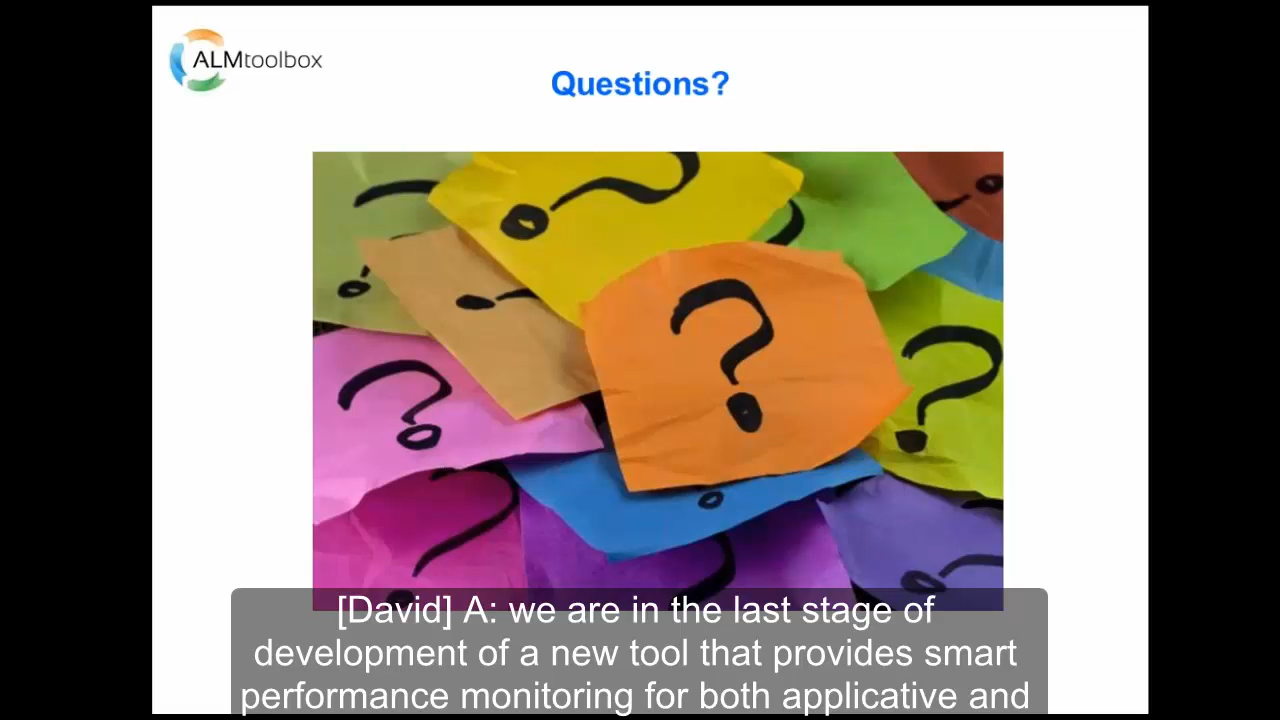 ALMtoolbox
Questions?
? ? ? ? ? ? ? ? ? ? ?
[David] A: we are in the last stage of
development of a new tool that provides smart
performance monitoring for both applicative and